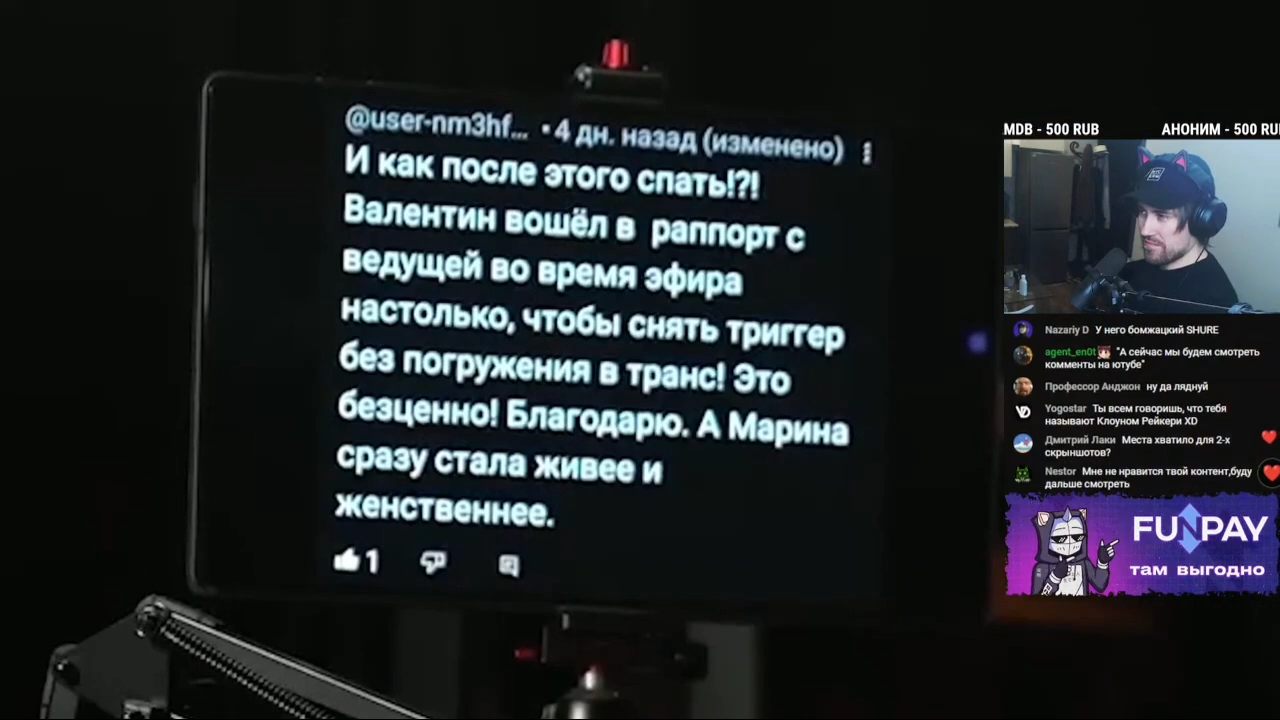 @user-nm3hf... • 4 дн. назад (изменено)
И как после этого спать!?!
Валентин вошёл в раппорт с
ведущей во время эфира
настолько, чтобы снять триггер
без погружения в транс! Это
безценно! Благодарю. А Марина
сразу стала живее и
женственнее.
1
MDB - 500 RUB
АНОНИМ - 500 RU
Nazariy D У него бомжацкий SHURE
agent_en0t "А сейчас мы будем смотреть
комменты на ютубе"
Профессор Анджон ну да ляднуй
Yogostar Ты всем говоришь, что тебя
называют Клоуном Рейкери XD
Дмитрий Лаки Места хватило для 2-х
скрыншотов?
Nestor Мне не нравится твой контент,буду
дальше смотреть
FUNPAY
ТАМ ВЫГОДНО